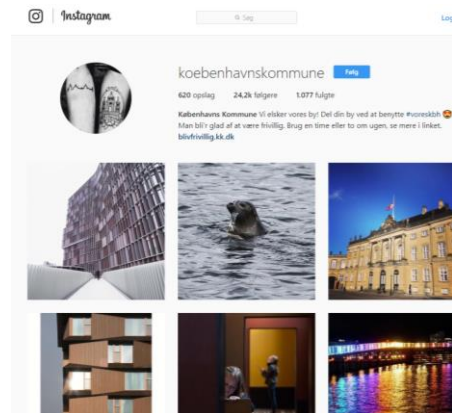 Instagram
Søg
Log
koebenhavnskommune Følg
620 opslag 24,2k følgere 1.077 fulgte
Københavns Kommune Vi elsker vores by! Del din by ved at benytte #voreskbh 😍
Man bli'r glad af at være frivillig. Brug en time eller to om ugen, se mere i linket.
blivfrivillig.kk.dk